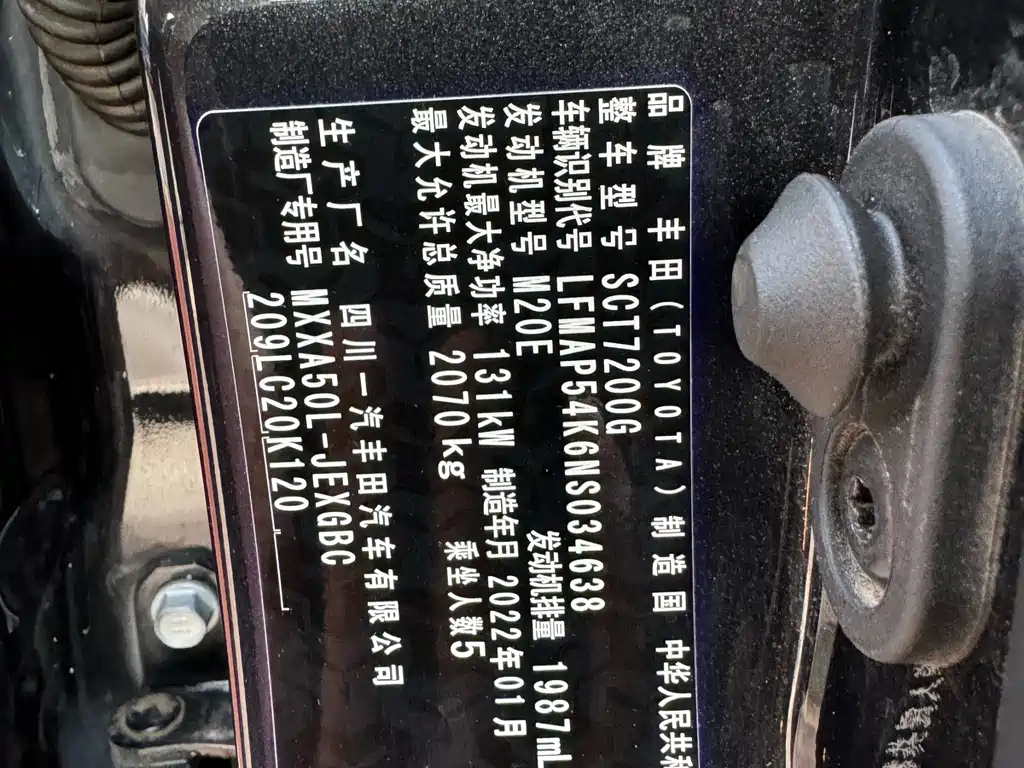 品牌 丰田(TOYOTA) 制造国 中华人民共和
整车型号 SCT7200G
车辆识别代号 LFMAP54K6NS034638
发动机型号 M20E 发动机排量 1987mL
发动机最大净功率 131kW 制造年月 2022年01月
最大允许总质量 2070kg 乘坐人数5
生产厂名 四川一汽丰田汽车有限公司
制造厂专用号 MXXA50L-JEXGBC
209LC20K120